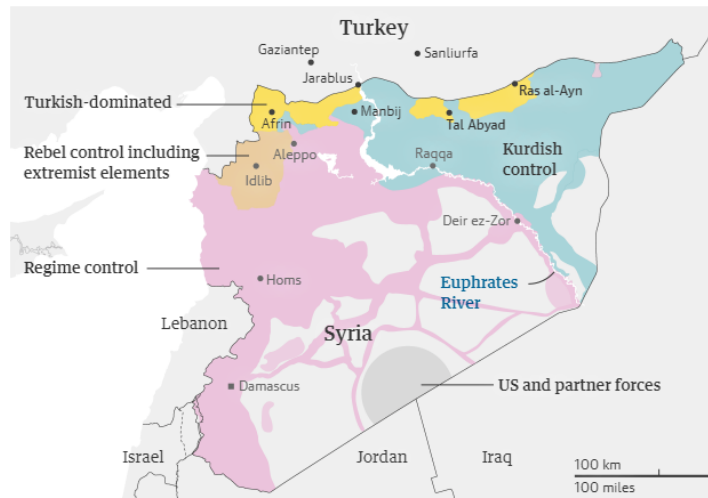 Turkey
Gaziantep
Sanliurfa
Jarablus
Ras al-Ayn
Turkish-dominated
Afrin
Manbij
Tal Abyad
Rebel control including
extremist elements
Aleppo
Raqqa
Kurdish
control
Idlib
Deir ez-Zor
Regime control
Homs
Euphrates
River
Lebanon
Syria
Damascus
US and partner forces
Israel
Jordan
Iraq
100 km
100 miles